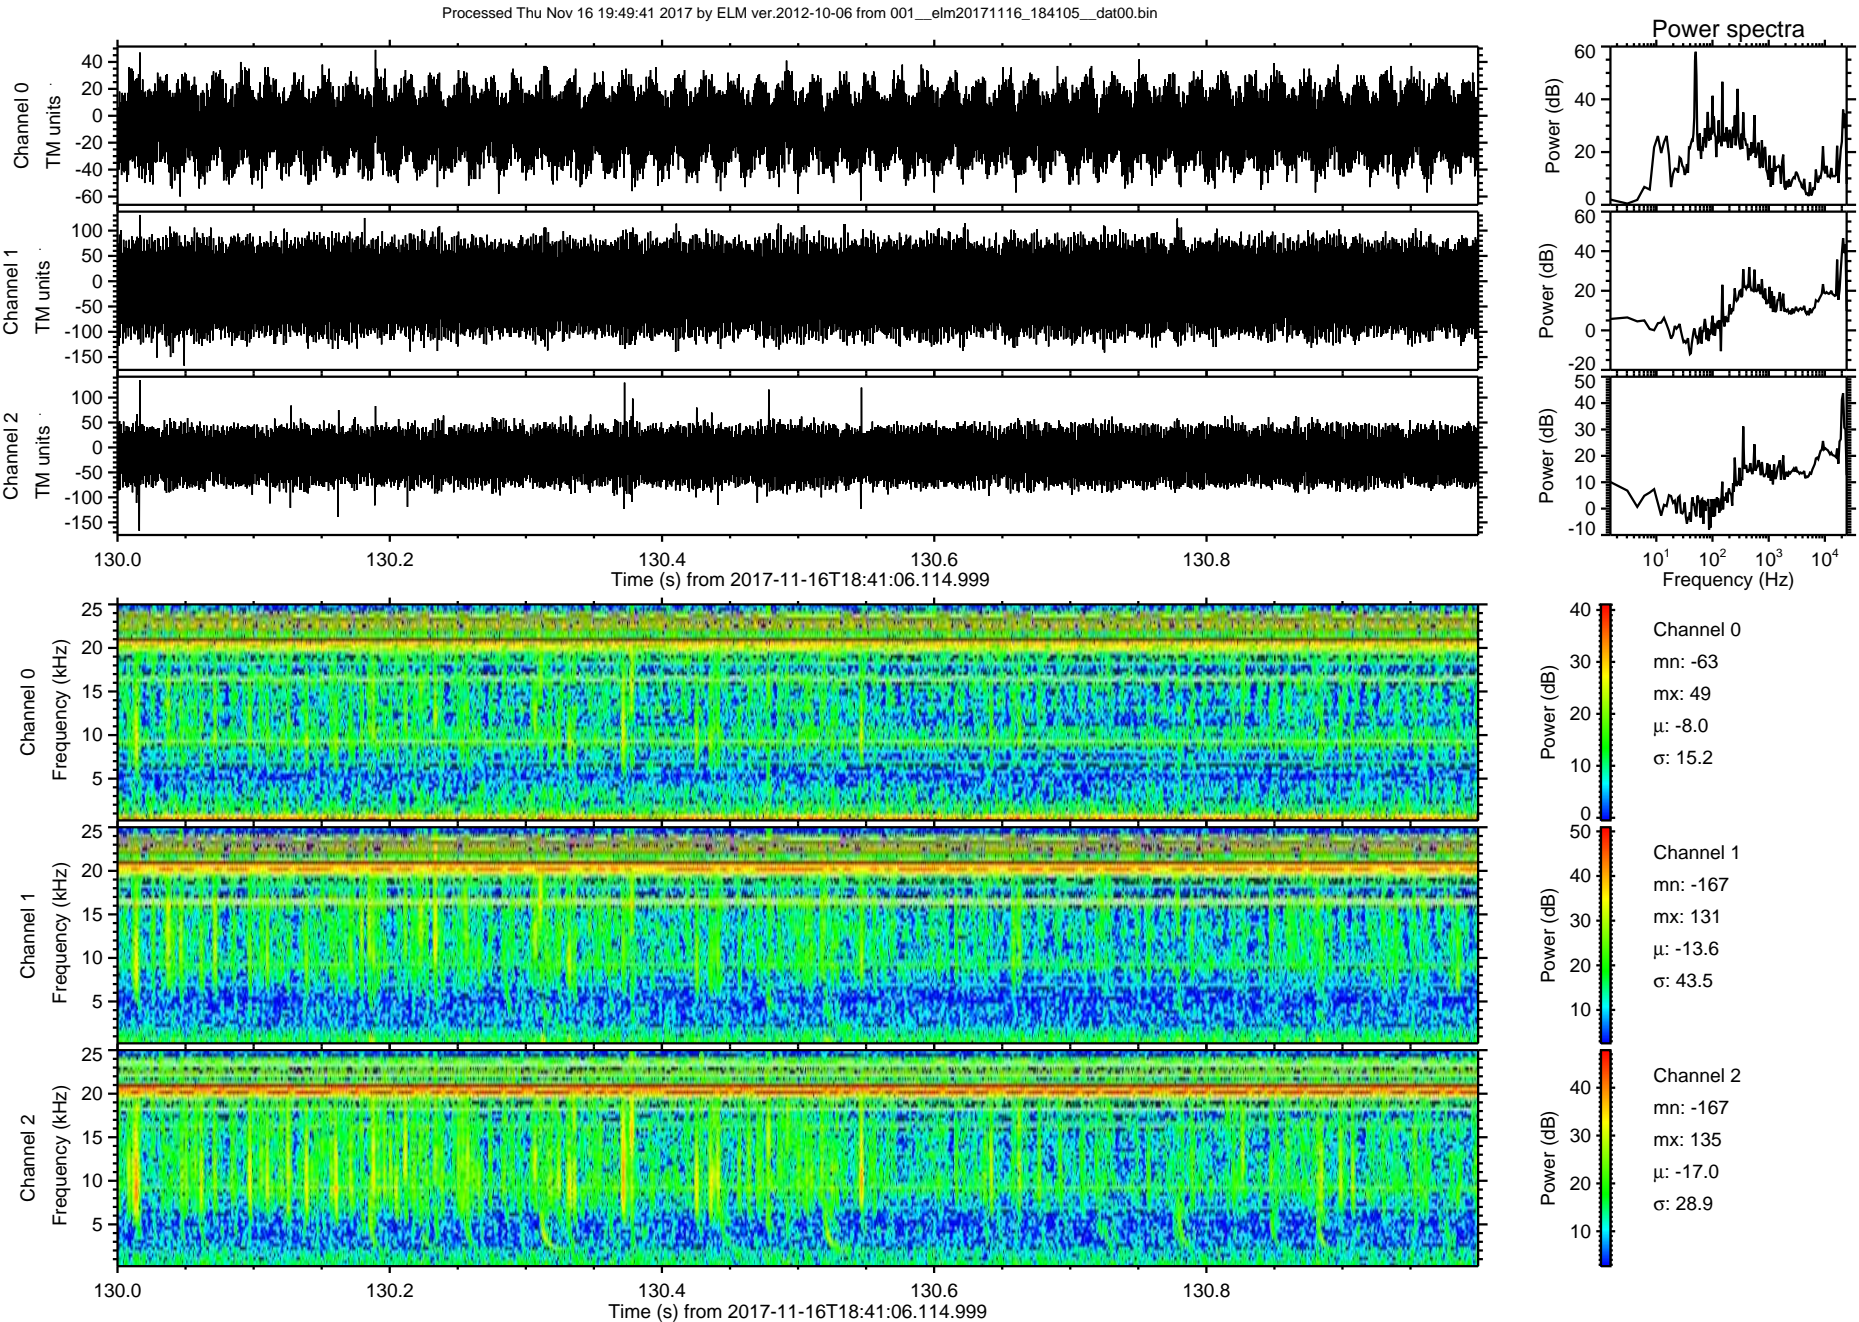 Processed Thu Nov 16 19:49:41 2017 by ELM ver.2012-10-06 from 001__elm20171116_184105__dat00.bin
Power spectra
Channel 0
TM units
40
20
0
-20
-40
-60
Power (dB)
60
40
20
0
Channel 1
TM units
100
50
0
-50
-100
-150
Power (dB)
60
40
20
0
-20
Channel 2
TM units
100
50
0
-50
-100
-150
Power (dB)
50
40
30
20
10
0
-10
130.0 130.2 130.4 130.6 130.8
Time (s) from 2017-11-16T18:41:06.114.999
10^1 10^2 10^3 10^4
Frequency (Hz)
Channel 0
Frequency (kHz)
25
20
15
10
5
Power (dB)
40
30
20
10
0
Channel 0
mn: -63
mx: 49
μ: -8.0
σ: 15.2
Channel 1
Frequency (kHz)
25
20
15
10
5
Power (dB)
50
40
30
20
10
Channel 1
mn: -167
mx: 131
μ: -13.6
σ: 43.5
Channel 2
Frequency (kHz)
25
20
15
10
5
Power (dB)
40
30
20
10
Channel 2
mn: -167
mx: 135
μ: -17.0
σ: 28.9
130.0 130.2 130.4 130.6 130.8
Time (s) from 2017-11-16T18:41:06.114.999